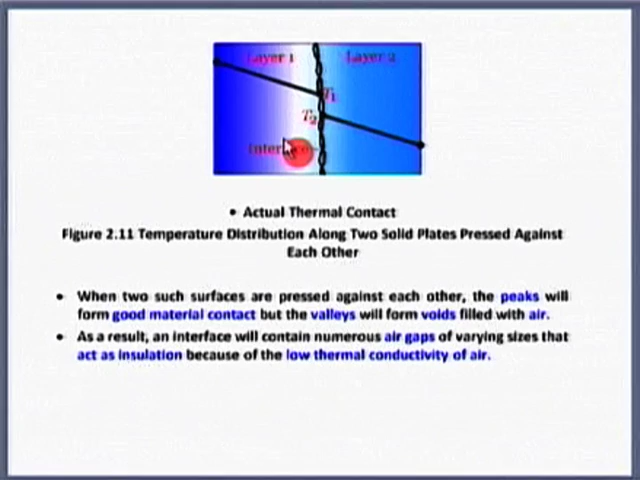 Layer 1 Layer 2
T₁
T₂
• Actual Thermal Contact
Figure 2.11 Temperature Distribution Along Two Solid Plates Pressed Against
Each Other
• When two such surfaces are pressed against each other, the peaks will
form good material contact but the valleys will form voids filled with air.
• As a result, an interface will contain numerous air gaps of varying sizes that
act as insulation because of the low thermal conductivity of air.